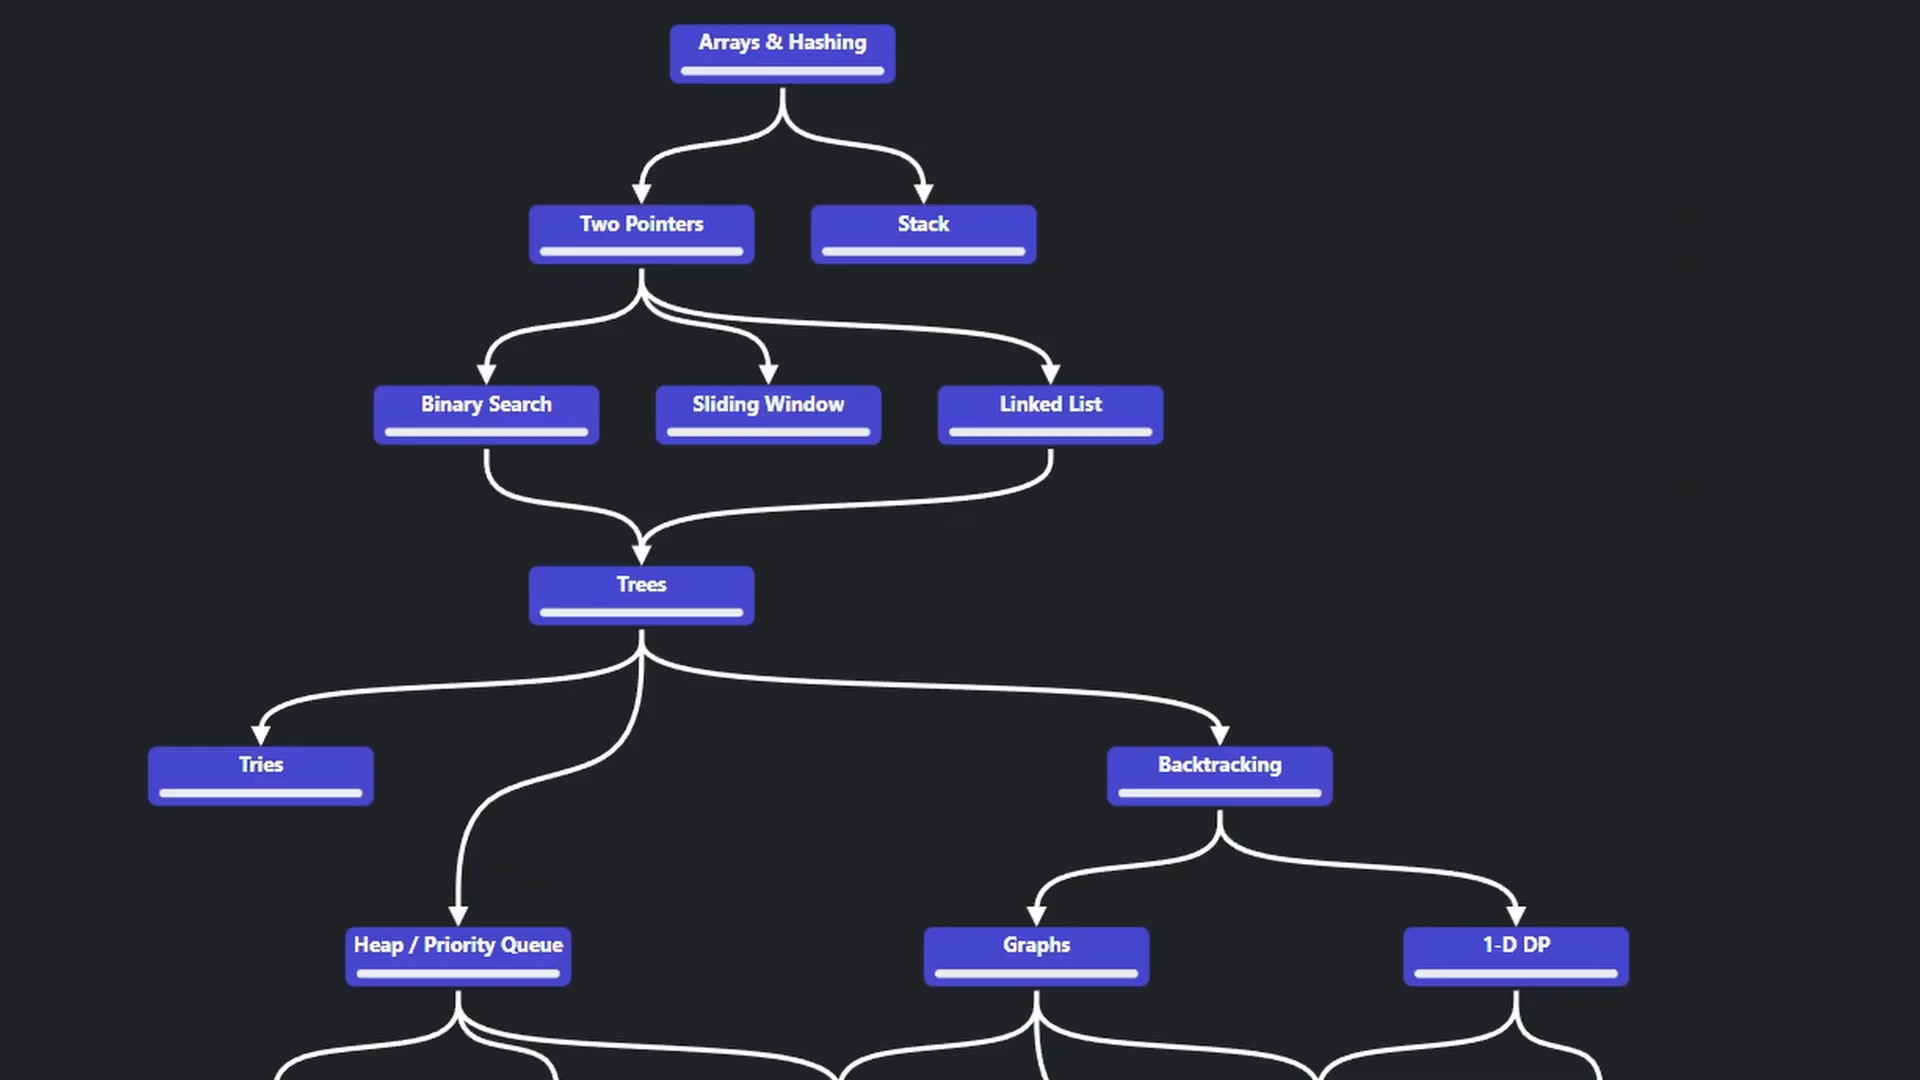 Arrays & Hashing
Two Pointers
Stack
Binary Search
Sliding Window
Linked List
Trees
Tries
Backtracking
Heap / Priority Queue
Graphs
1-D DP